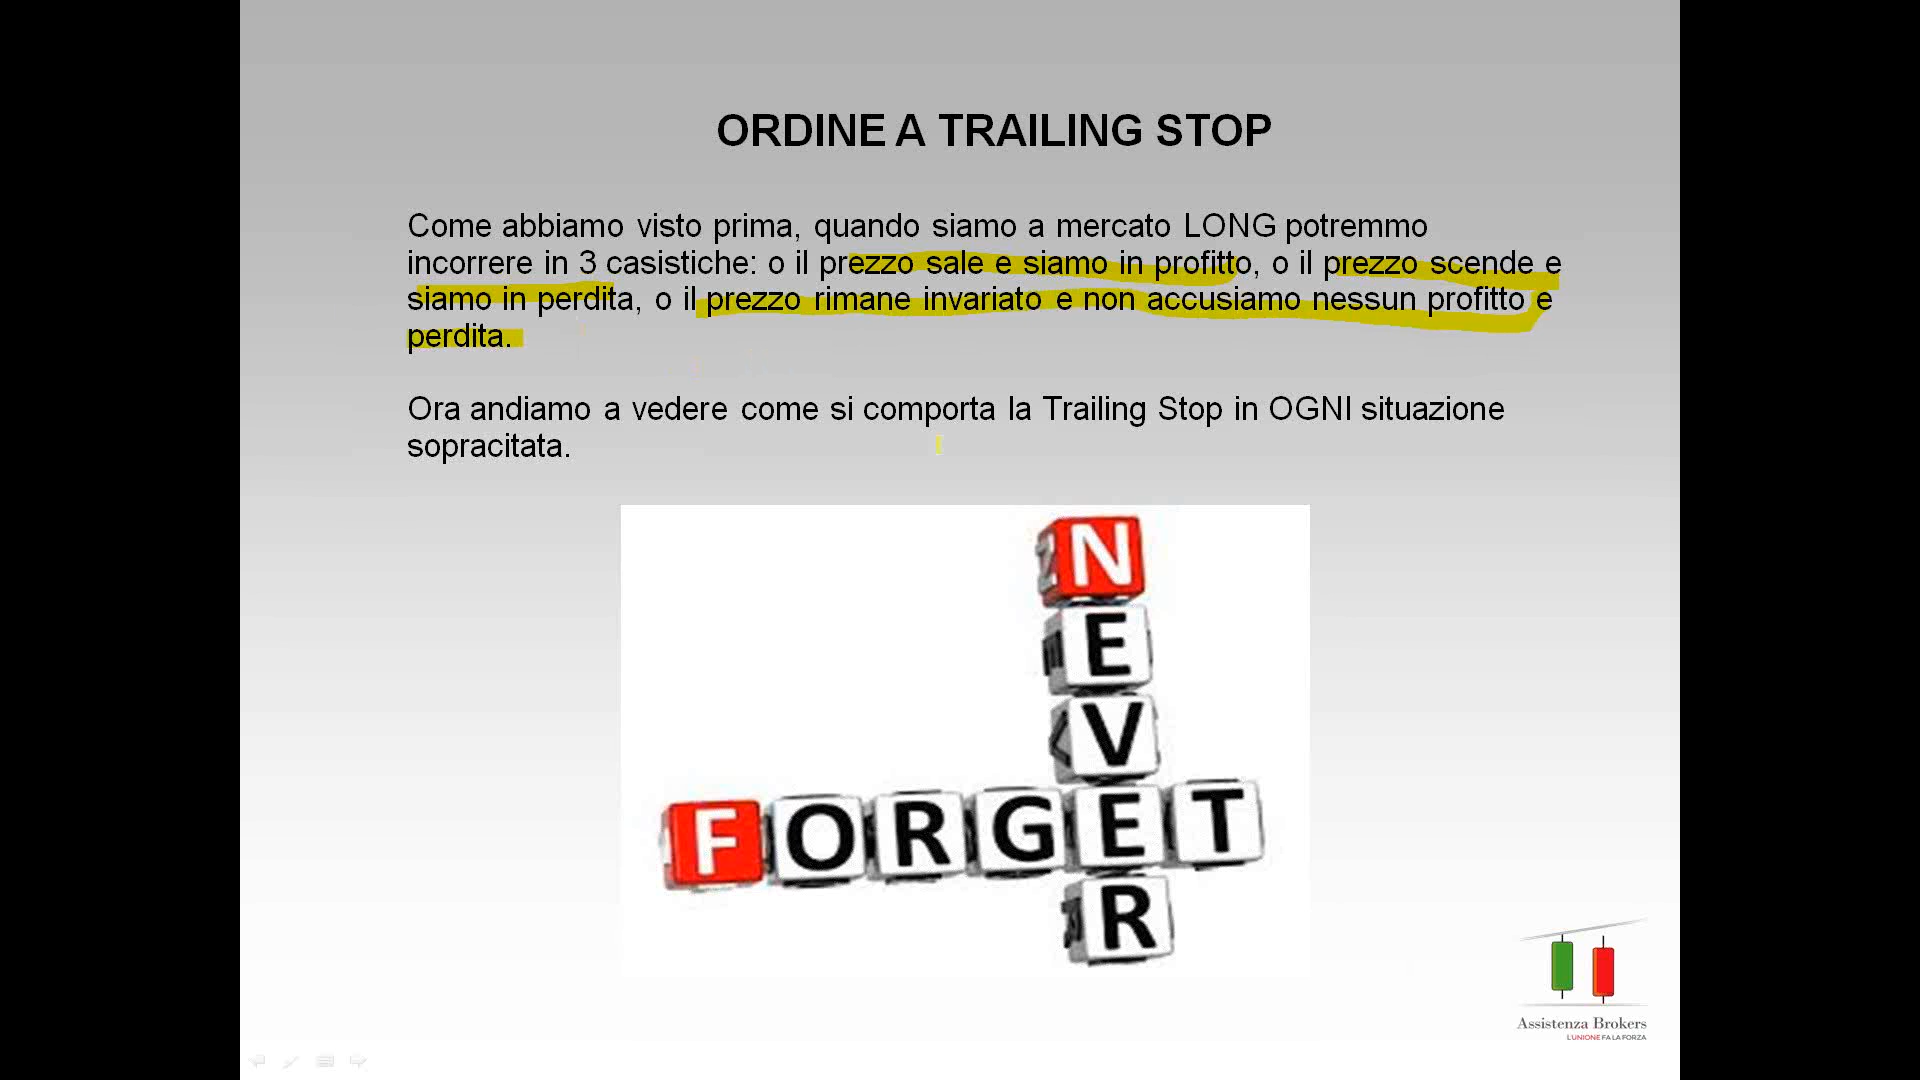 ORDINE A TRAILING STOP
Come abbiamo visto prima, quando siamo a mercato LONG potremmo
incorrere in 3 casistiche: o il prezzo sale e siamo in profitto, o il prezzo scende e
siamo in perdita, o il prezzo rimane invariato e non accusiamo nessun profitto e
perdita.
Ora andiamo a vedere come si comporta la Trailing Stop in OGNI situazione
sopracitata.
NEVER
FORGET
Assistenza Brokers
L'UNIONE FA LA FORZA